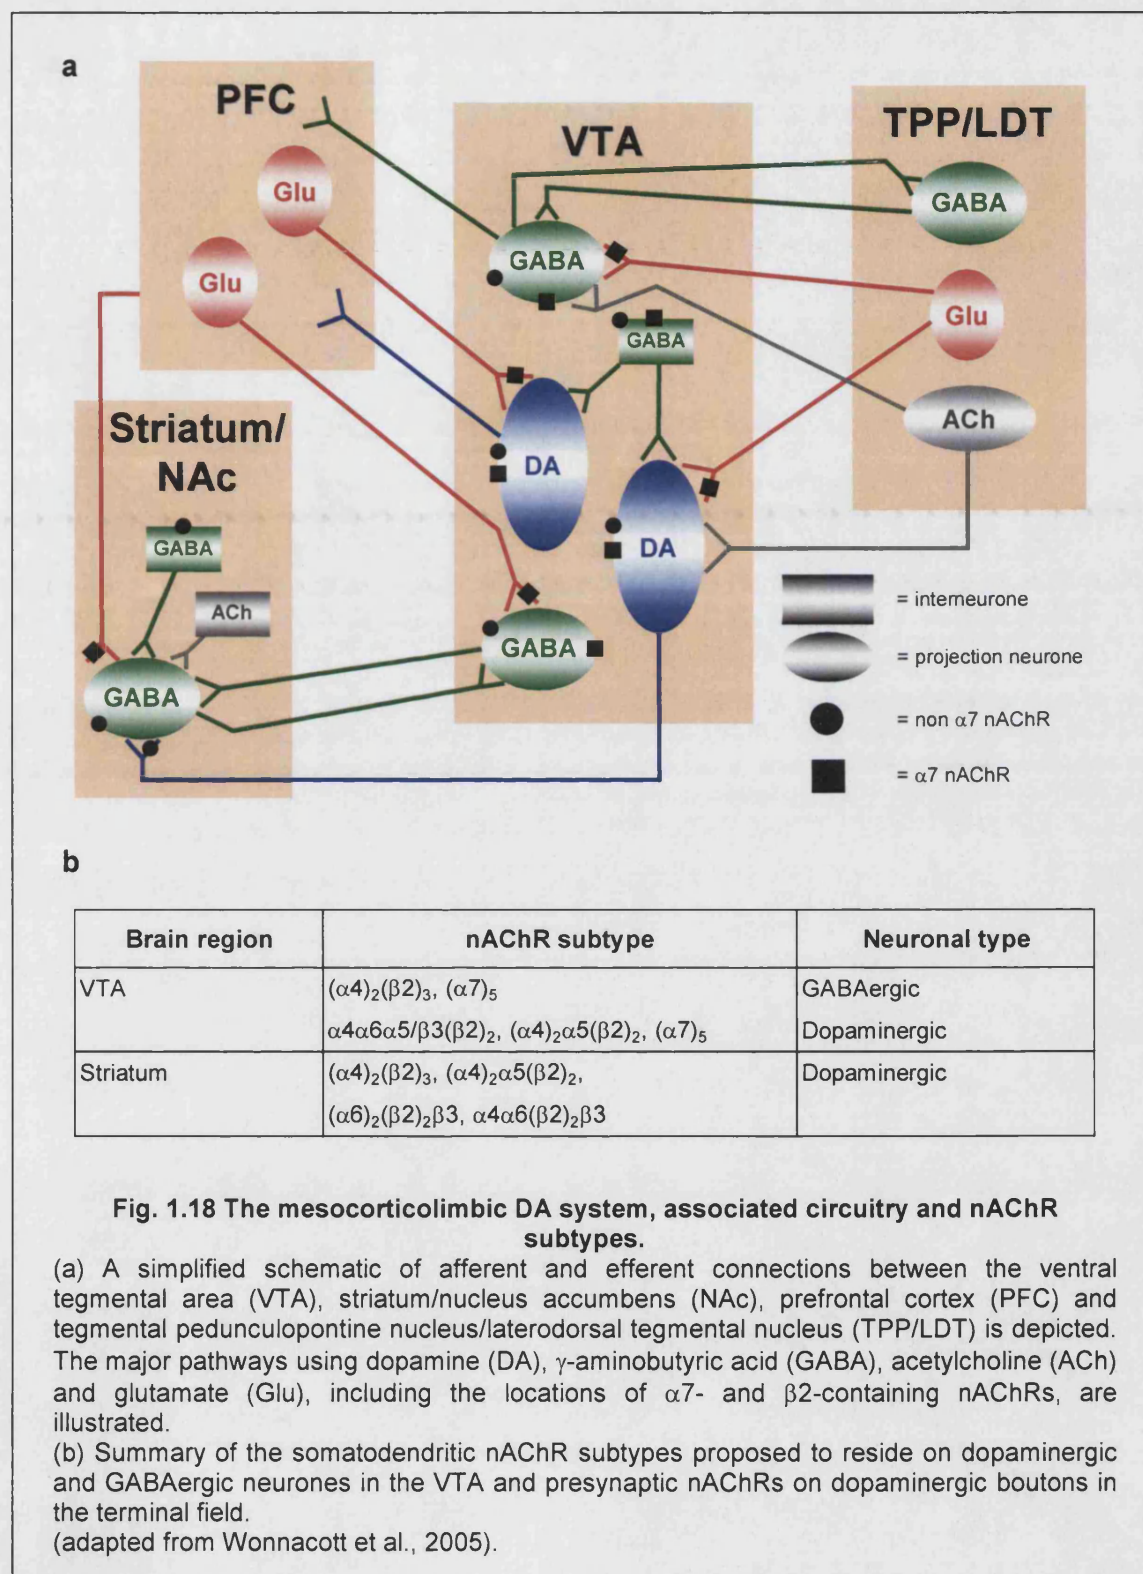 a
PFC
VTA
TPP/LDT
Glu
GABA
GABA
Glu
Glu
GABA
Striatum/
NAc
DA
ACh
GABA
DA
ACh
GABA
GABA
= interneurone
= projection neurone
= non α7 nAChR
= α7 nAChR
b
Brain region nAChR subtype Neuronal type
VTA (α4)₂(β2)₃, (α7)₅ GABAergic
α4α6α5/β3(β2)₂, (α4)₂α5(β2)₂, (α7)₅ Dopaminergic
Striatum (α4)₂(β2)₃, (α4)₂α5(β2)₂, Dopaminergic
(α6)₂(β2)₂β3, α4α6(β2)₂β3
Fig. 1.18 The mesocorticolimbic DA system, associated circuitry and nAChR
subtypes.
(a) A simplified schematic of afferent and efferent connections between the ventral
tegmental area (VTA), striatum/nucleus accumbens (NAc), prefrontal cortex (PFC) and
tegmental pedunculopontine nucleus/laterodorsal tegmental nucleus (TPP/LDT) is depicted.
The major pathways using dopamine (DA), γ-aminobutyric acid (GABA), acetylcholine (ACh)
and glutamate (Glu), including the locations of α7- and β2-containing nAChRs, are
illustrated.
(b) Summary of the somatodendritic nAChR subtypes proposed to reside on dopaminergic
and GABAergic neurones in the VTA and presynaptic nAChRs on dopaminergic boutons in
the terminal field.
(adapted from Wonnacott et al., 2005).